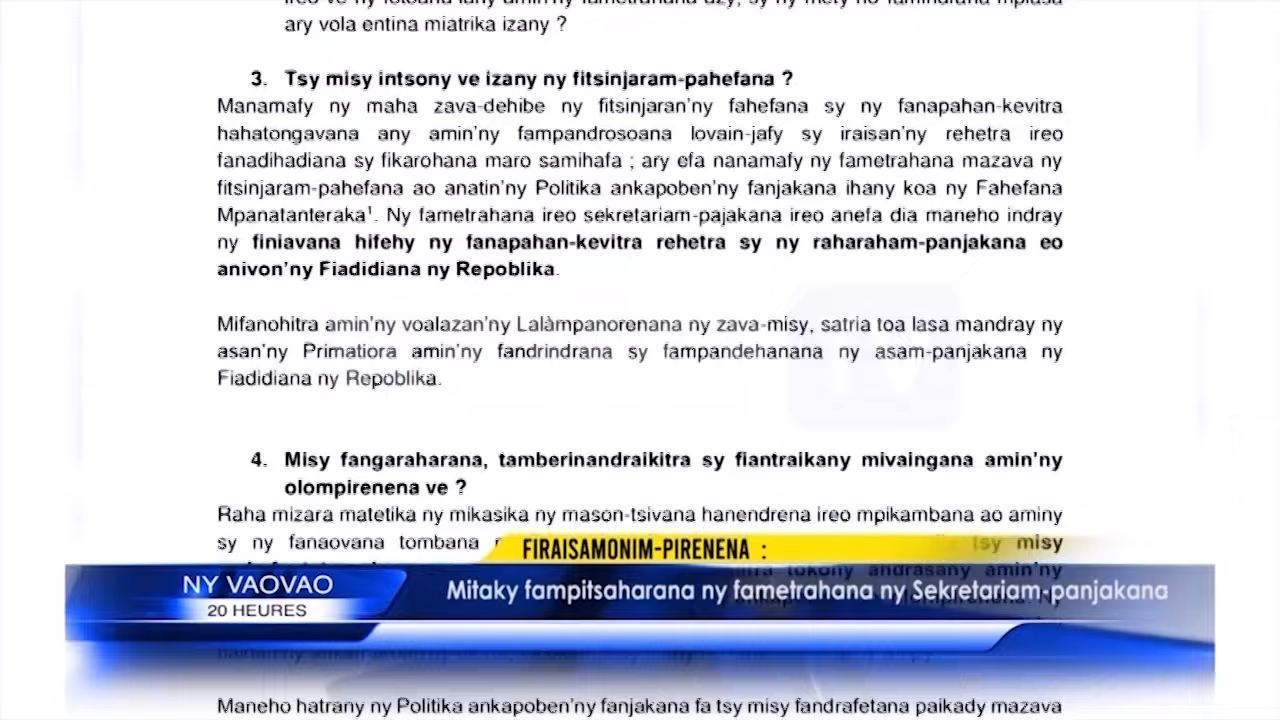 ary vola entina miatrika izany ?
3. Tsy misy intsony ve izany ny fitsinjaram-pahefana ?
Manamafy ny maha zava-dehibe ny fitsinjaran'ny fahefana sy ny fanapahan-kevitra
hahatongavana any amin'ny fampandrosoana lovain-jafy sy iraisan'ny rehetra ireo
fanadihadiana sy fikarohana maro samihafa ; ary efa nanamafy ny fametrahana mazava ny
fitsinjaram-pahefana ao anatin'ny Politika ankapoben'ny fanjakana ihany koa ny Fahefana
Mpanatanteraka¹. Ny fametrahana ireo sekretariam-pajakana ireo anefa dia maneho indray
ny finiavana hifehy ny fanapahan-kevitra rehetra sy ny raharaham-panjakana eo
anivon'ny Fiadidiana ny Repoblika.
Mifanohitra amin'ny voalazan'ny Lalàmpanorenana ny zava-misy, satria toa lasa mandray ny
asan'ny Primatiora amin'ny fandrindrana sy fampandehanana ny asam-panjakana ny
Fiadidiana ny Repoblika.
4. Misy fangaraharana, tamberinandraikitra sy fiantraikany mivaingana amin'ny
olompirenena ve ?
Raha mizara matetika ny mikasika ny mason-tsivana hanendrena ireo mpikambana ao aminy
sy ny fanaovana tombana tsy misy
FIRAISAMONIM-PIRENENA :
tokony andrasany amin'ny
NY VAOVAO
20 HEURES
Mitaky fampitsaharana ny fametrahana ny Sekretariam-panjakana
Maneho hatrany ny Politika ankapoben'ny fanjakana fa tsy misy fandrafetana paikady mazava